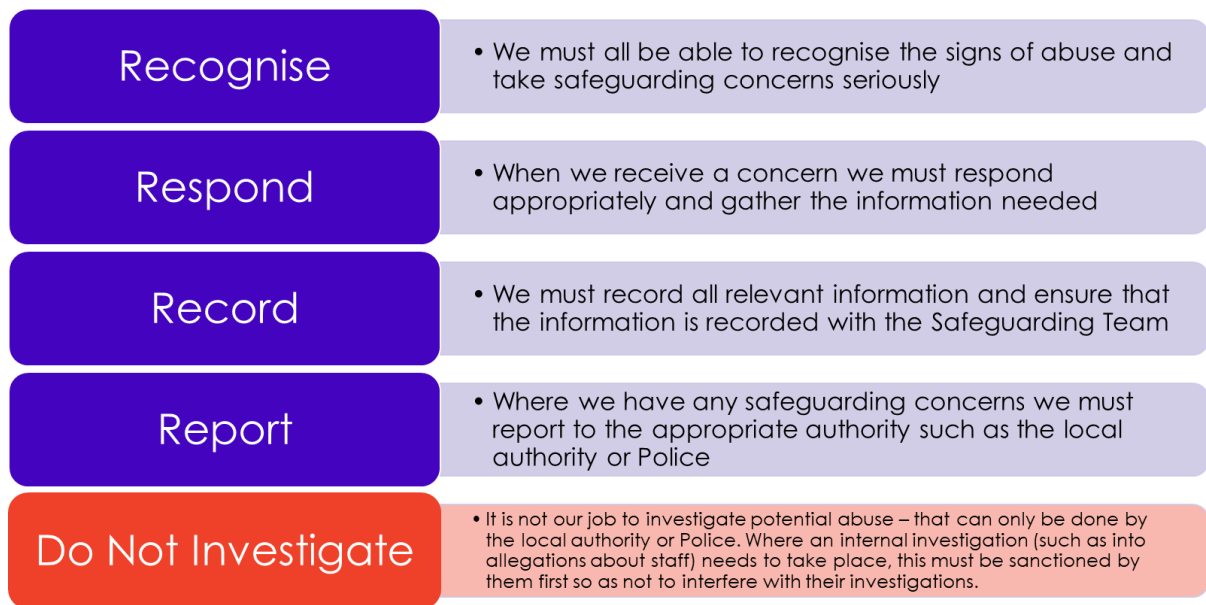 Recognise
• We must all be able to recognise the signs of abuse and
take safeguarding concerns seriously
Respond
• When we receive a concern we must respond
appropriately and gather the information needed
Record
• We must record all relevant information and ensure that
the information is recorded with the Safeguarding Team
Report
• Where we have any safeguarding concerns we must
report to the appropriate authority such as the local
authority or Police
Do Not Investigate
• It is not our job to investigate potential abuse – that can only be done by
the local authority or Police. Where an internal investigation (such as into
allegations about staff) needs to take place, this must be sanctioned by
them first so as not to interfere with their investigations.